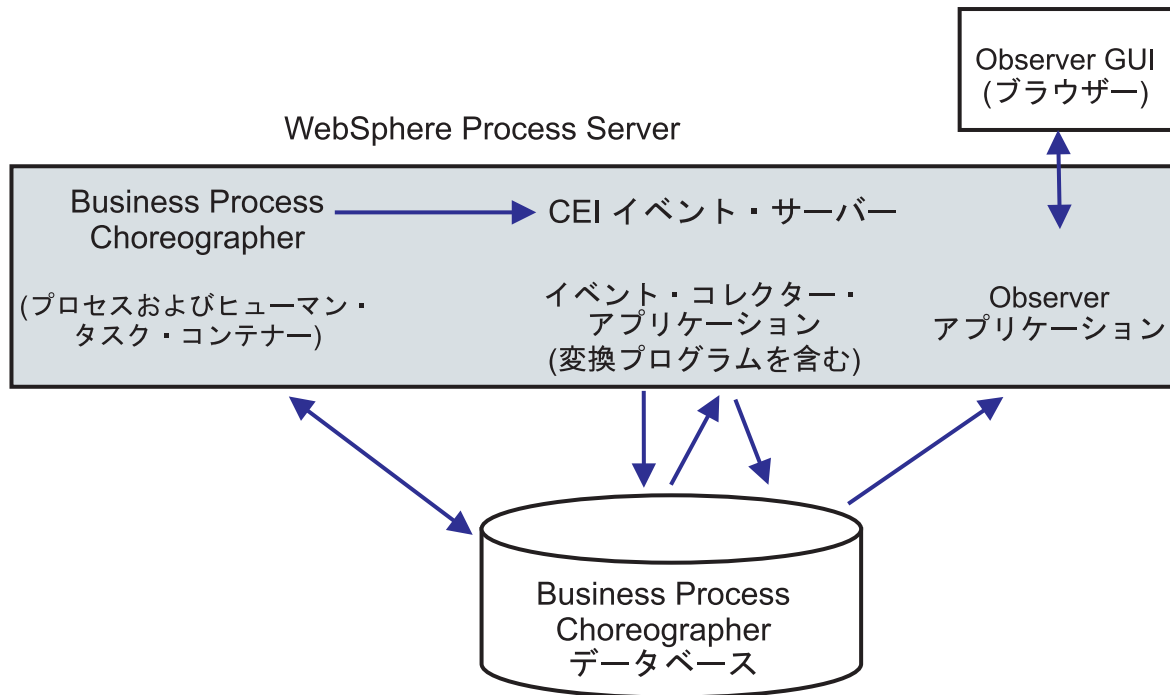 Observer GUI
(ブラウザー)
WebSphere Process Server
Business Process
Choreographer
CEI イベント・サーバー
(プロセスおよびヒューマン・
タスク・コンテナー)
イベント・コレクター・
アプリケーション
(変換プログラムを含む)
Observer
アプリケーション
Business Process
Choreographer
データベース